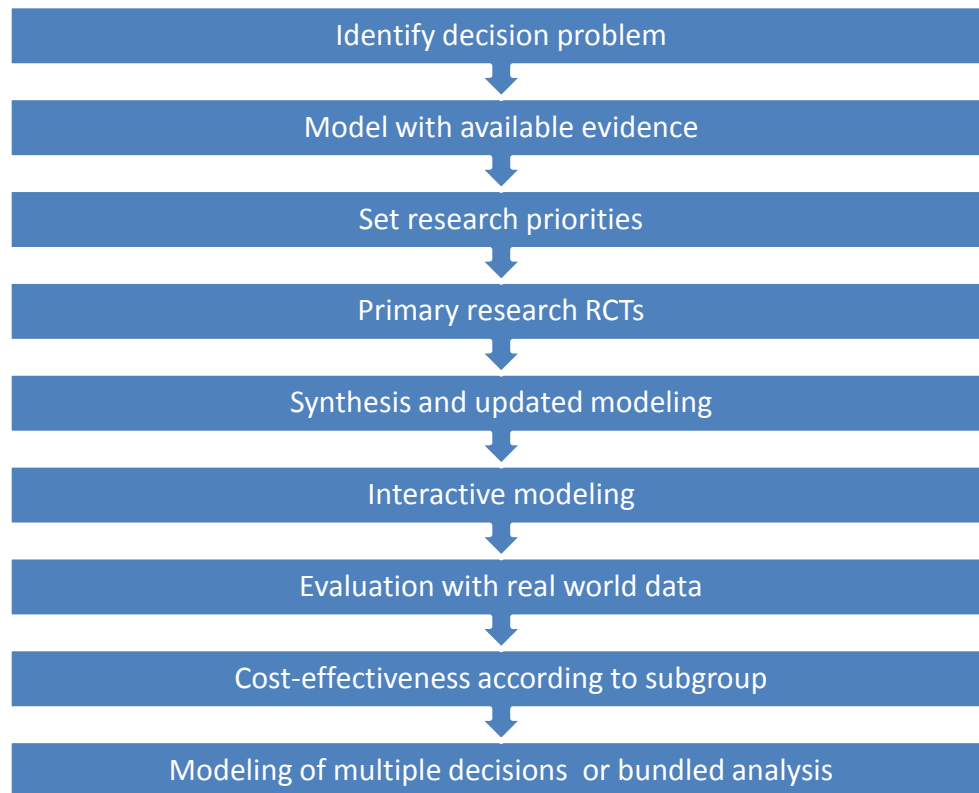 Identify decision problem
Model with available evidence
Set research priorities
Primary research RCTs
Synthesis and updated modeling
Interactive modeling
Evaluation with real world data
Cost-effectiveness according to subgroup
Modeling of multiple decisions  or bundled analysis